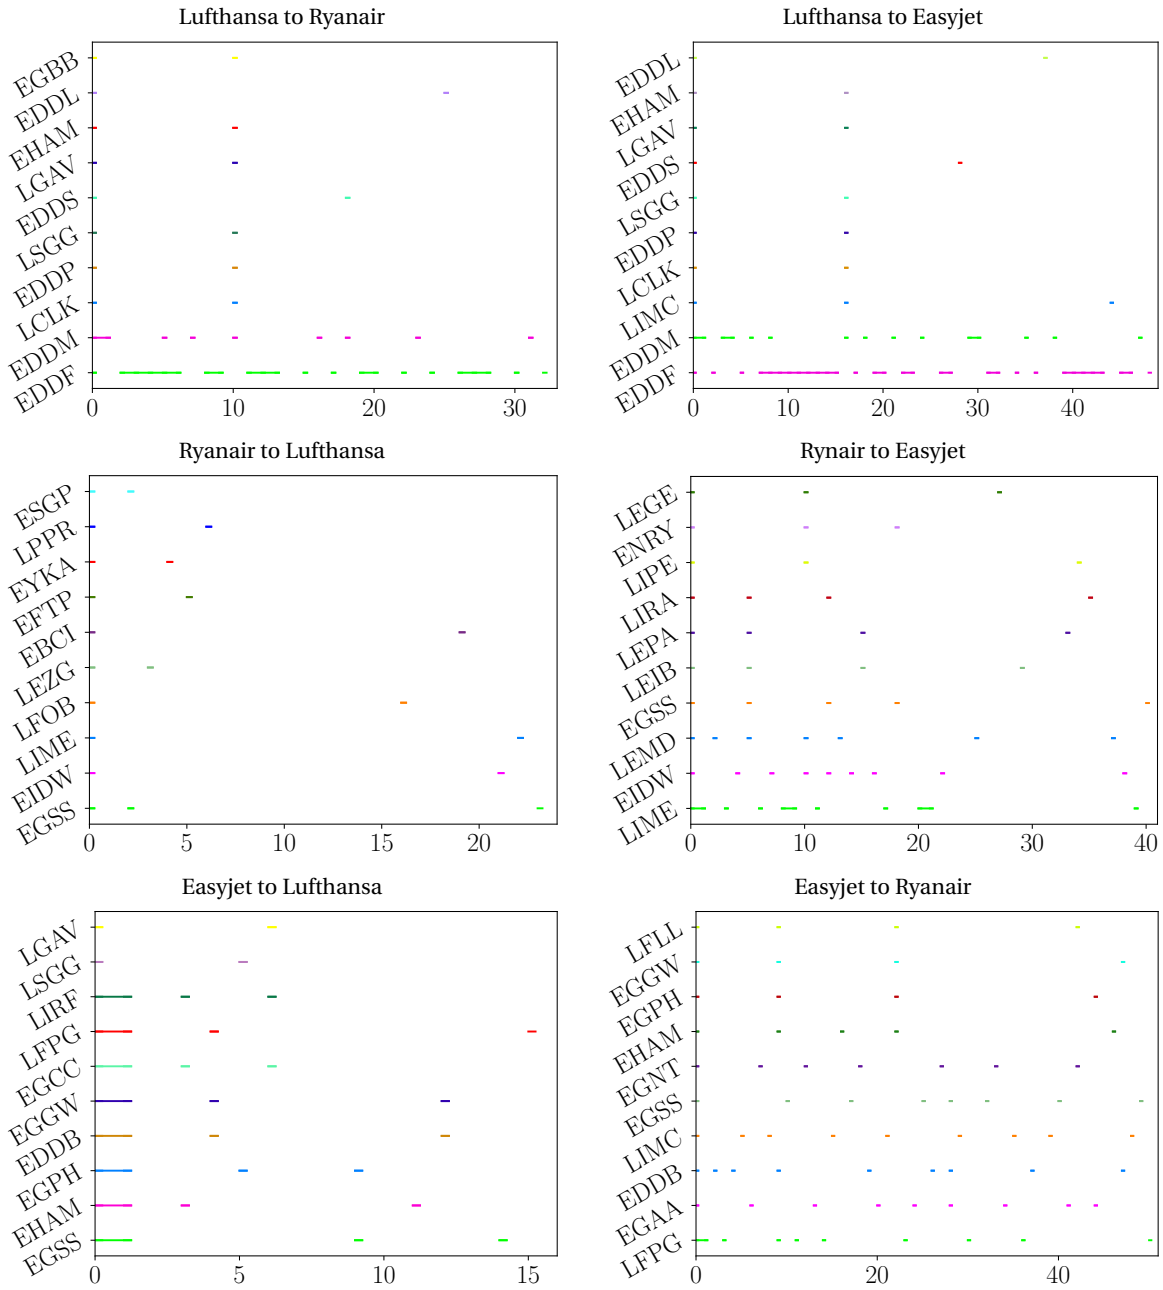 Lufthansa to Ryanair
EGBB
EDDL
EHAM
LGAV
EDDS
LSGG
EDDP
LCLK
EDDM
EDDF
0 10 20 30
Lufthansa to Easyjet
EDDL
EHAM
LGAV
EDDS
LSGG
EDDP
LCLK
LIMC
EDDM
EDDF
0 10 20 30 40
Ryanair to Lufthansa
ESGP
LPPR
EYKA
EFTP
EBCI
LEZG
LFOB
LIME
EIDW
EGSS
0 5 10 15 20
Rynair to Easyjet
LEGE
ENRY
LIPE
LIRA
LEPA
LEIB
EGSS
LEMD
EIDW
LIME
0 10 20 30 40
Easyjet to Lufthansa
LGAV
LSGG
LIRF
LFPG
EGCC
EGGW
EDDB
EGPH
EHAM
EGSS
0 5 10 15
Easyjet to Ryanair
LFLL
EGGW
EGPH
EHAM
EGNT
EGSS
LIMC
EDDB
EGAA
LFPG
0 20 40